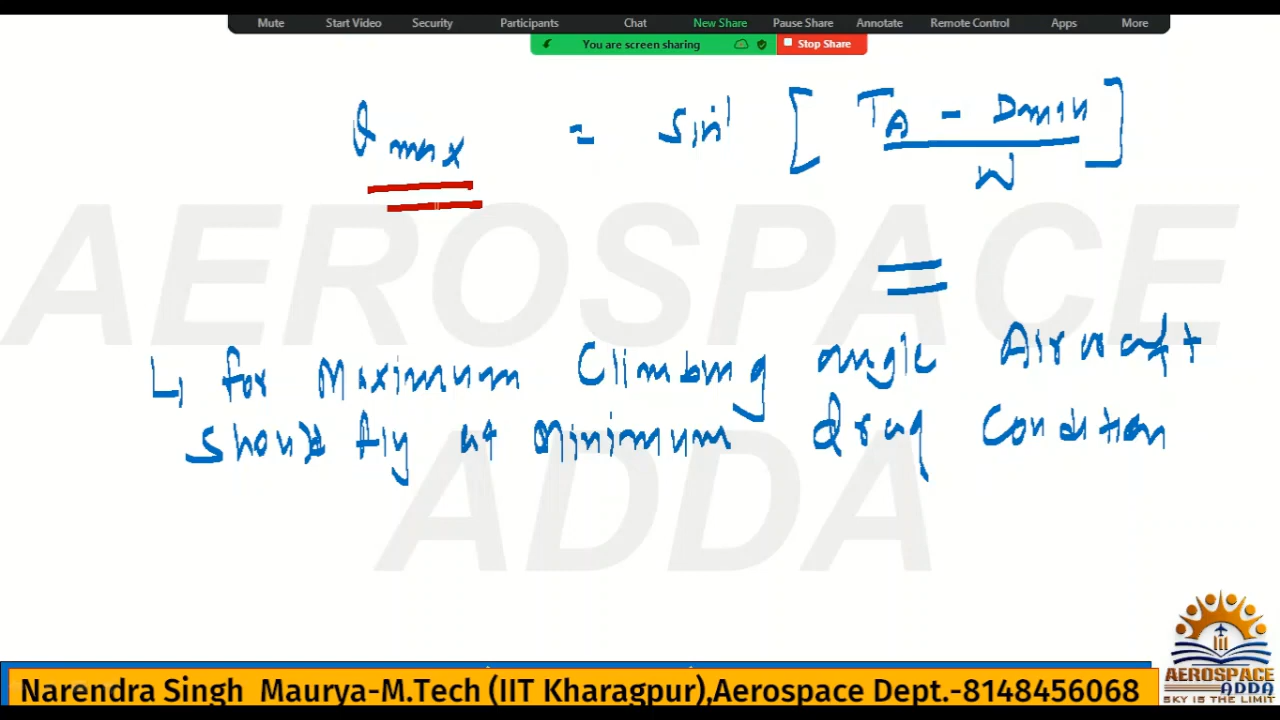 Mute Start Video Security Participants Chat New Share Pause Share Annotate Remote Control Apps More
You are screen sharing Stop Share
θmax = Sin⁻¹ [ TA - Dmin / W ]
=
AEROSPACE
ADDA
↳ for Maximum Climbing angle Aircraft
should fly at Minimum drag Condition
AEROSPACE
ADDA
SKY IS THE LIMIT
Narendra Singh Maurya-M.Tech (IIT Kharagpur),Aerospace Dept.-8148456068